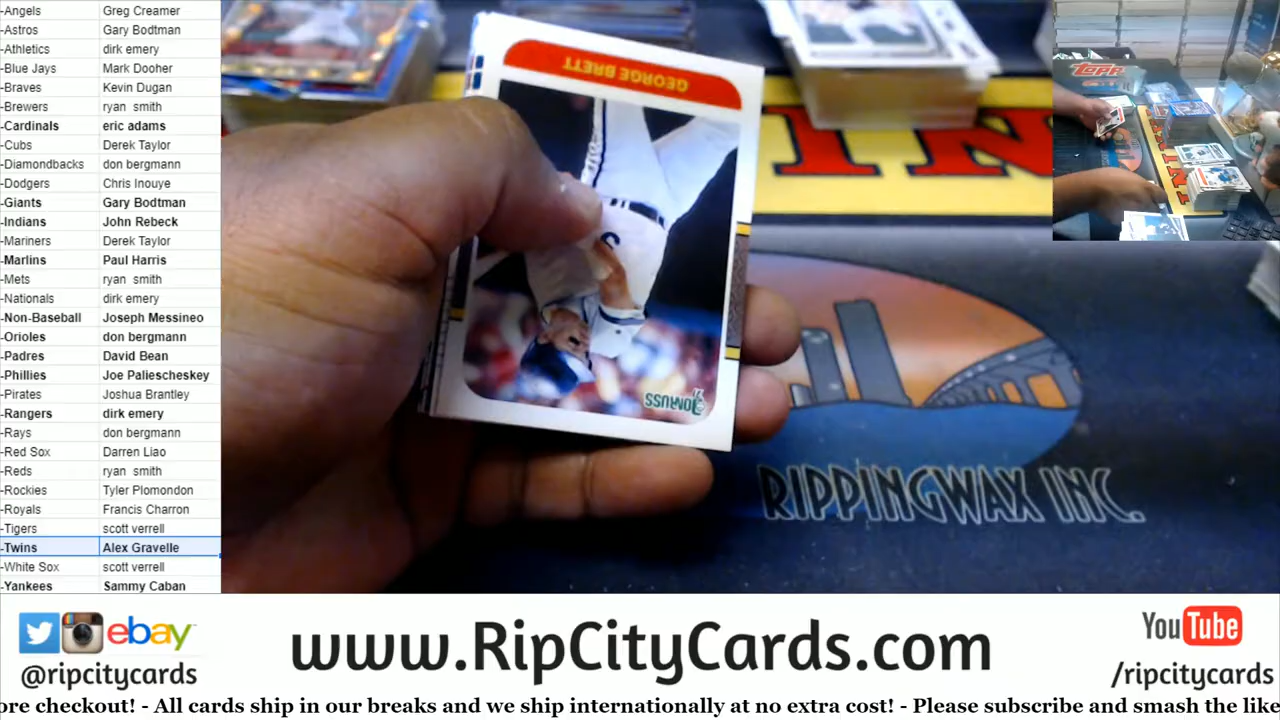 -Angels Greg Creamer
-Astros Gary Bodtman
-Athletics dirk emery
-Blue Jays Mark Dooher
-Braves Kevin Dugan
-Brewers ryan smith
-Cardinals eric adams
-Cubs Derek Taylor
-Diamondbacks don bergmann
-Dodgers Chris Inouye
-Giants Gary Bodtman
-Indians John Rebeck
-Mariners Derek Taylor
-Marlins Paul Harris
-Mets ryan smith
-Nationals dirk emery
-Non-Baseball Joseph Messineo
-Orioles don bergmann
-Padres David Bean
-Phillies Joe Paliescheskey
-Pirates Joshua Brantley
-Rangers dirk emery
-Rays don bergmann
-Red Sox Darren Liao
-Reds ryan smith
-Rockies Tyler Plomondon
-Royals Francis Charron
-Tigers scott verrell
-Twins Alex Gravelle
-White Sox scott verrell
-Yankees Sammy Caban
GEORGE BRETT
DONRUSS
RIPPINGWAX INC.
ebay
@ripcitycards
www.RipCityCards.com
YouTube
/ripcitycards
ore checkout! - All cards ship in our breaks and we ship internationally at no extra cost! - Please subscribe and smash the like